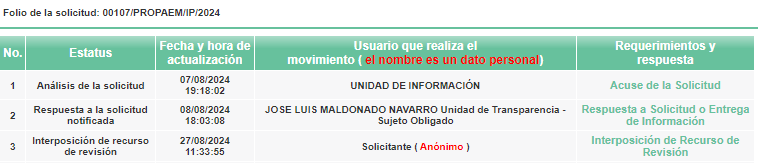 Folio de la solicitud: 00107/PROPAEM/IP/2024
No. Estatus Fecha y hora de actualización Usuario que realiza el movimiento ( el nombre es un dato personal) Requerimientos y respuesta
1 Análisis de la solicitud 07/08/2024 19:18:02 UNIDAD DE INFORMACIÓN Acuse de la Solicitud
2 Respuesta a la solicitud notificada 08/08/2024 18:03:08 JOSE LUIS MALDONADO NAVARRO Unidad de Transparencia - Sujeto Obligado Respuesta a Solicitud o Entrega de Información
3 Interposición de recurso de revisión 27/08/2024 11:33:55 Solicitante ( Anónimo ) Interposición de Recurso de Revisión